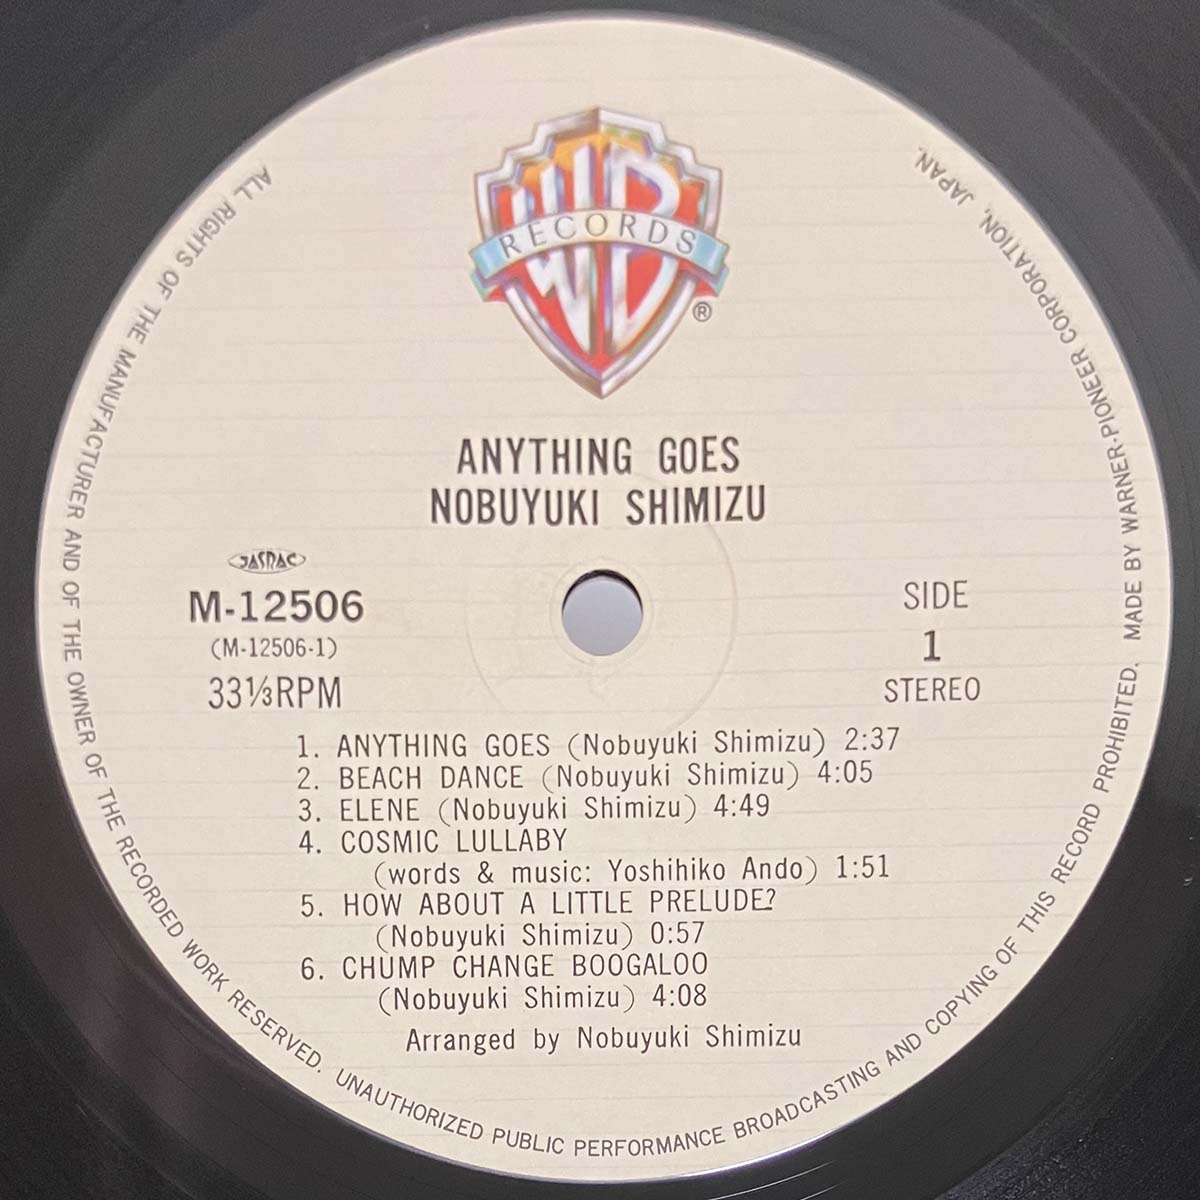 WB
RECORDS
®
ANYTHING GOES
NOBUYUKI SHIMIZU
JASRAC
M-12506
(M-12506-1)
33⅓RPM
SIDE
1
STEREO
1. ANYTHING GOES (Nobuyuki Shimizu) 2:37
2. BEACH DANCE (Nobuyuki Shimizu) 4:05
3. ELENE (Nobuyuki Shimizu) 4:49
4. COSMIC LULLABY
(words & music: Yoshihiko Ando) 1:51
5. HOW ABOUT A LITTLE PRELUDE?
(Nobuyuki Shimizu) 0:57
6. CHUMP CHANGE BOOGALOO
(Nobuyuki Shimizu) 4:08
Arranged by Nobuyuki Shimizu
ALL RIGHTS OF THE MANUFACTURER AND OF THE OWNER OF THE RECORDED WORK RESERVED. UNAUTHORIZED PUBLIC PERFORMANCE BROADCASTING AND COPYING OF THIS RECORD PROHIBITED. MADE BY WARNER-PIONEER CORPORATION, JAPAN.